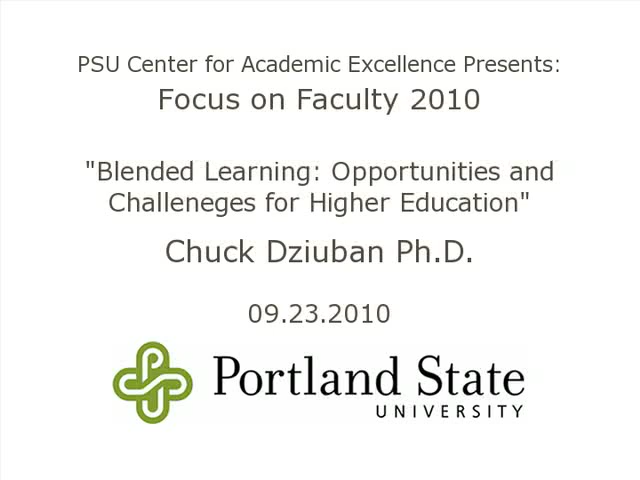 PSU Center for Academic Excellence Presents:
Focus on Faculty 2010
"Blended Learning: Opportunities and
Challeneges for Higher Education"
Chuck Dziuban Ph.D.
09.23.2010
Portland State
UNIVERSITY